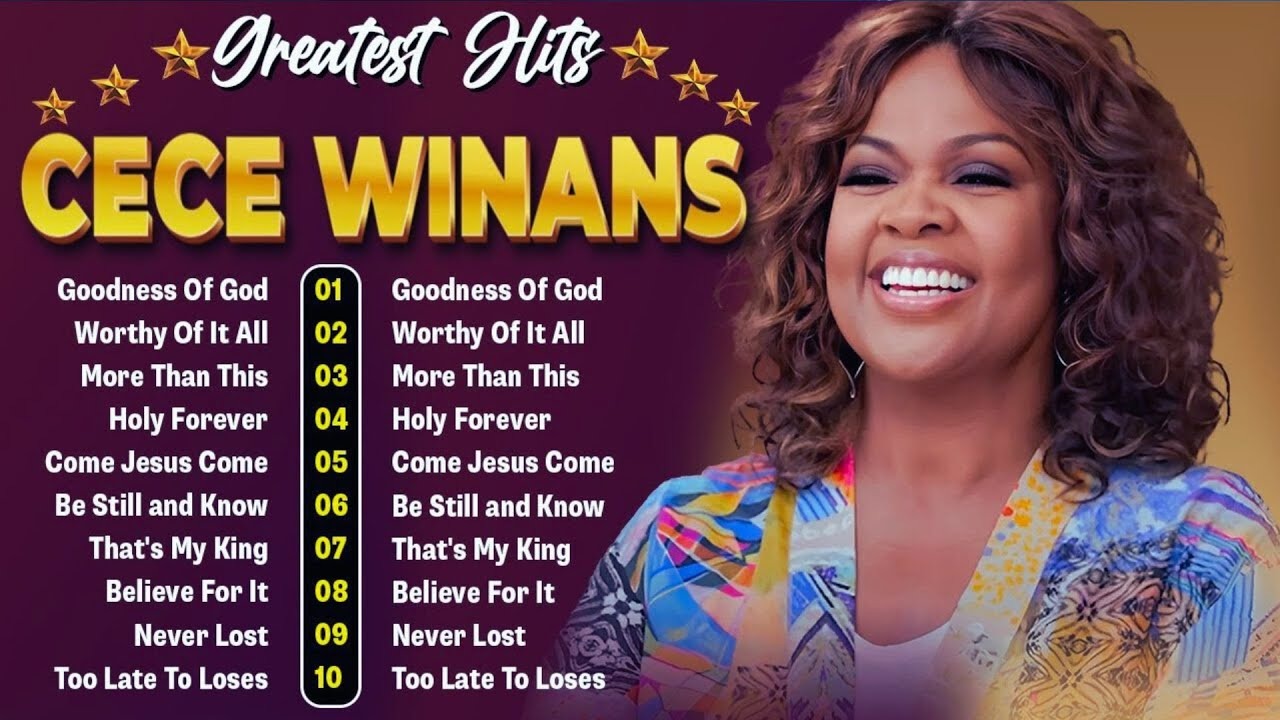 Greatest Hits
CECE WINANS
Goodness Of God 01 Goodness Of God
Worthy Of It All 02 Worthy Of It All
More Than This 03 More Than This
Holy Forever 04 Holy Forever
Come Jesus Come 05 Come Jesus Come
Be Still and Know 06 Be Still and Know
That's My King 07 That's My King
Believe For It 08 Believe For It
Never Lost 09 Never Lost
Too Late To Loses 10 Too Late To Loses